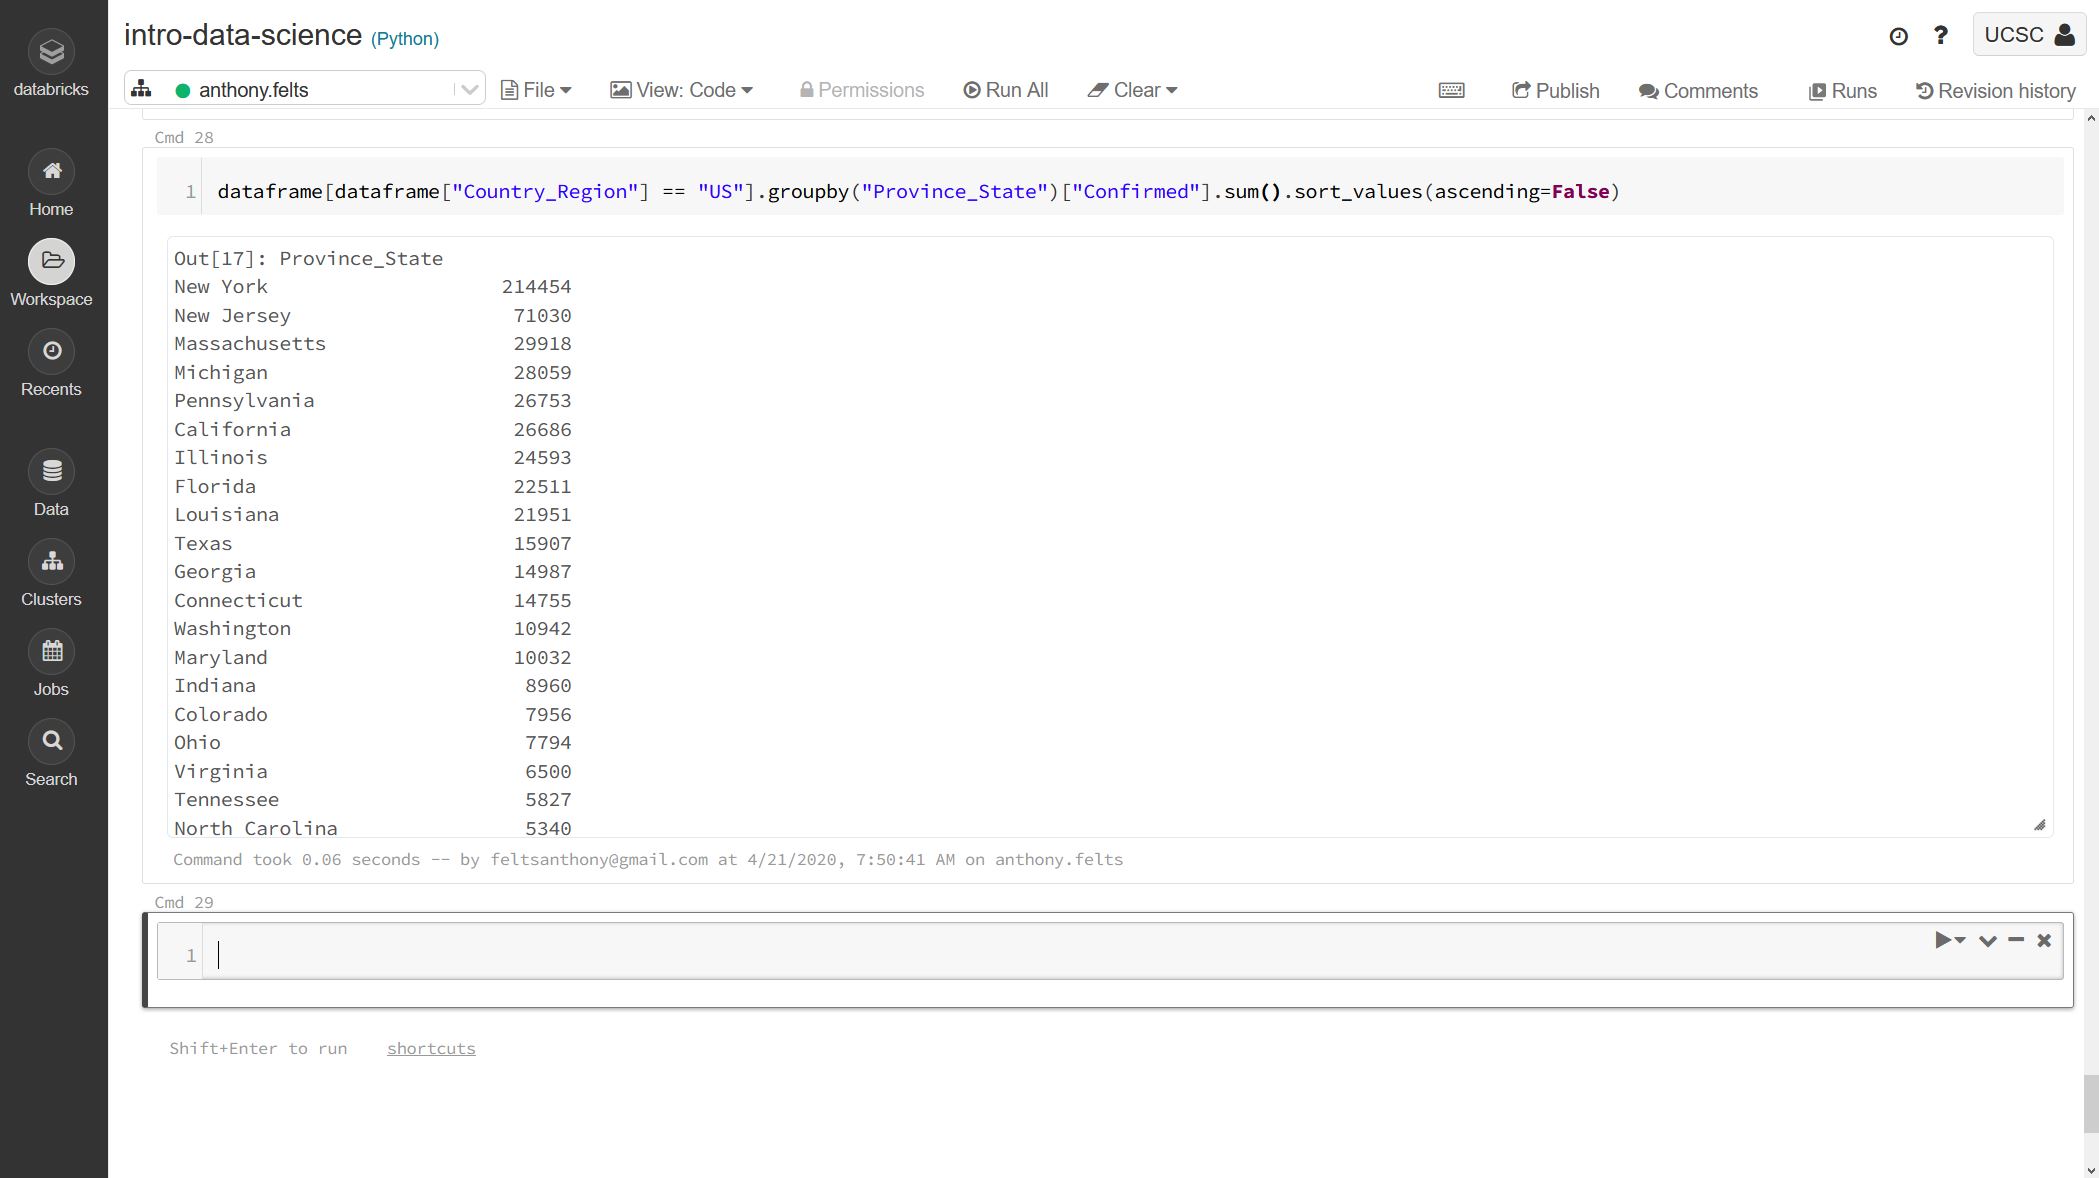 intro-data-science (Python)
? UCSC
databricks
anthony.felts File View: Code Permissions Run All Clear Publish Comments Runs Revision history
Home
Workspace
Recents
Data
Clusters
Jobs
Search
Cmd 28
1 dataframe[dataframe["Country_Region"] == "US"].groupby("Province_State")["Confirmed"].sum().sort_values(ascending=False)
Out[17]: Province_State
New York 214454
New Jersey 71030
Massachusetts 29918
Michigan 28059
Pennsylvania 26753
California 26686
Illinois 24593
Florida 22511
Louisiana 21951
Texas 15907
Georgia 14987
Connecticut 14755
Washington 10942
Maryland 10032
Indiana 8960
Colorado 7956
Ohio 7794
Virginia 6500
Tennessee 5827
North Carolina 5340
Command took 0.06 seconds -- by feltsanthony@gmail.com at 4/21/2020, 7:50:41 AM on anthony.felts
Cmd 29
1
Shift+Enter to run shortcuts